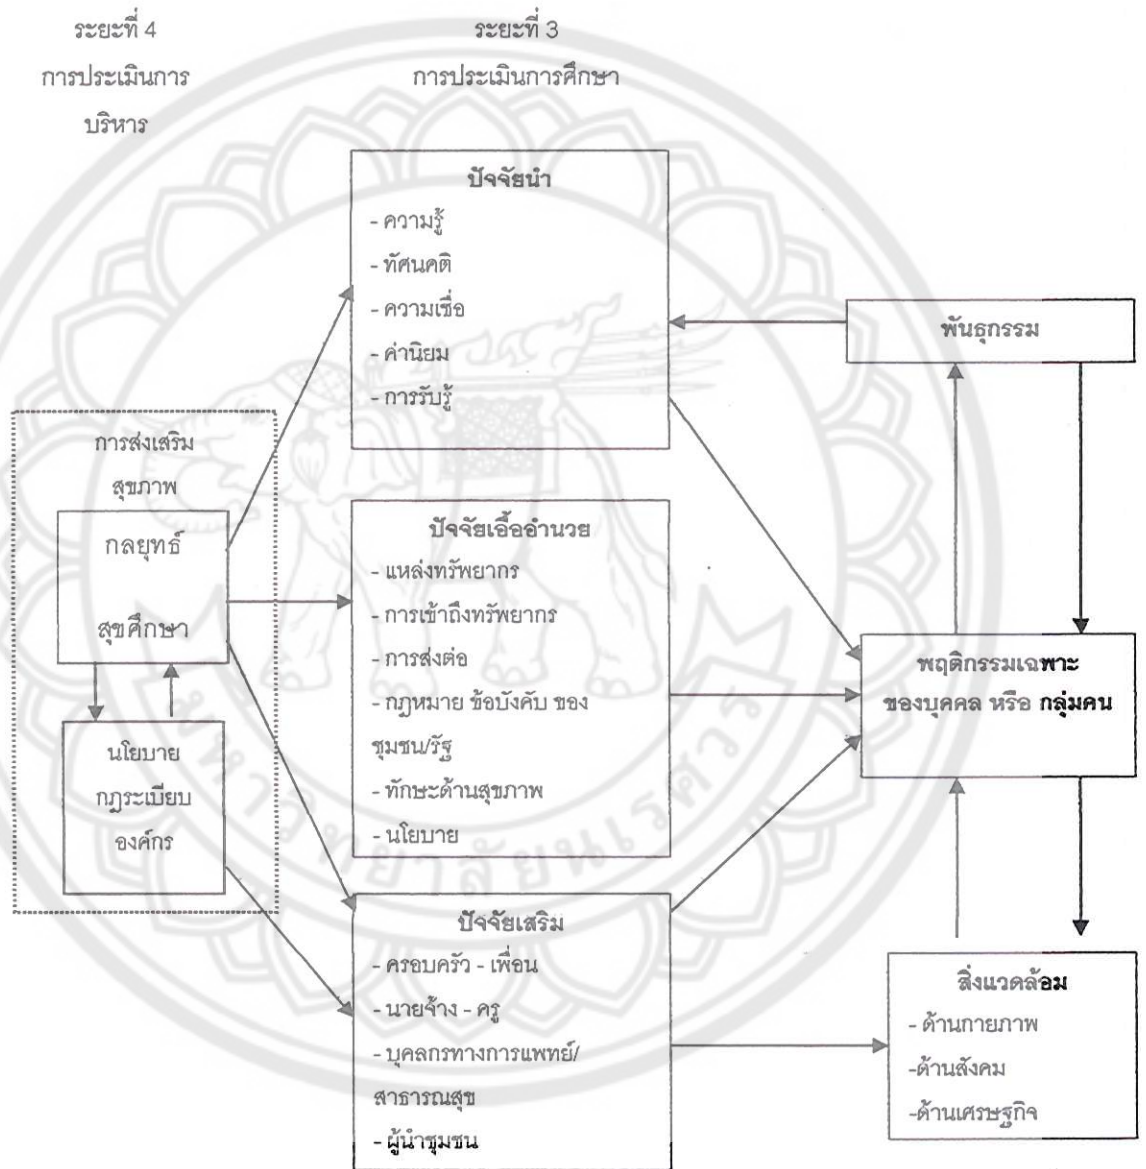 ระยะที่ 4
การประเมินการ
บริหาร
ระยะที่ 3
การประเมินการศึกษา
การส่งเสริม
สุขภาพ
กลยุทธ์
สุขศึกษา
นโยบาย
กฎระเบียบ
องค์กร
ปัจจัยนำ
- ความรู้
- ทัศนคติ
- ความเชื่อ
- ค่านิยม
- การรับรู้
ปัจจัยเอื้ออำนวย
- แหล่งทรัพยากร
- การเข้าถึงทรัพยากร
- การส่งต่อ
- กฎหมาย ข้อบังคับ ของ
ชุมชน/รัฐ
- ทักษะด้านสุขภาพ
- นโยบาย
ปัจจัยเสริม
- ครอบครัว - เพื่อน
- นายจ้าง - ครู
- บุคลกรทางการแพทย์/
สาธารณสุข
- ผู้นำชุมชน
พันธุกรรม
พฤติกรรมเฉพาะ
ของบุคคล หรือ กลุ่มคน
สิ่งแวดล้อม
- ด้านกายภาพ
-ด้านสังคม
-ด้านเศรษฐกิจ
มหาวิทยาลัยนเรศวร